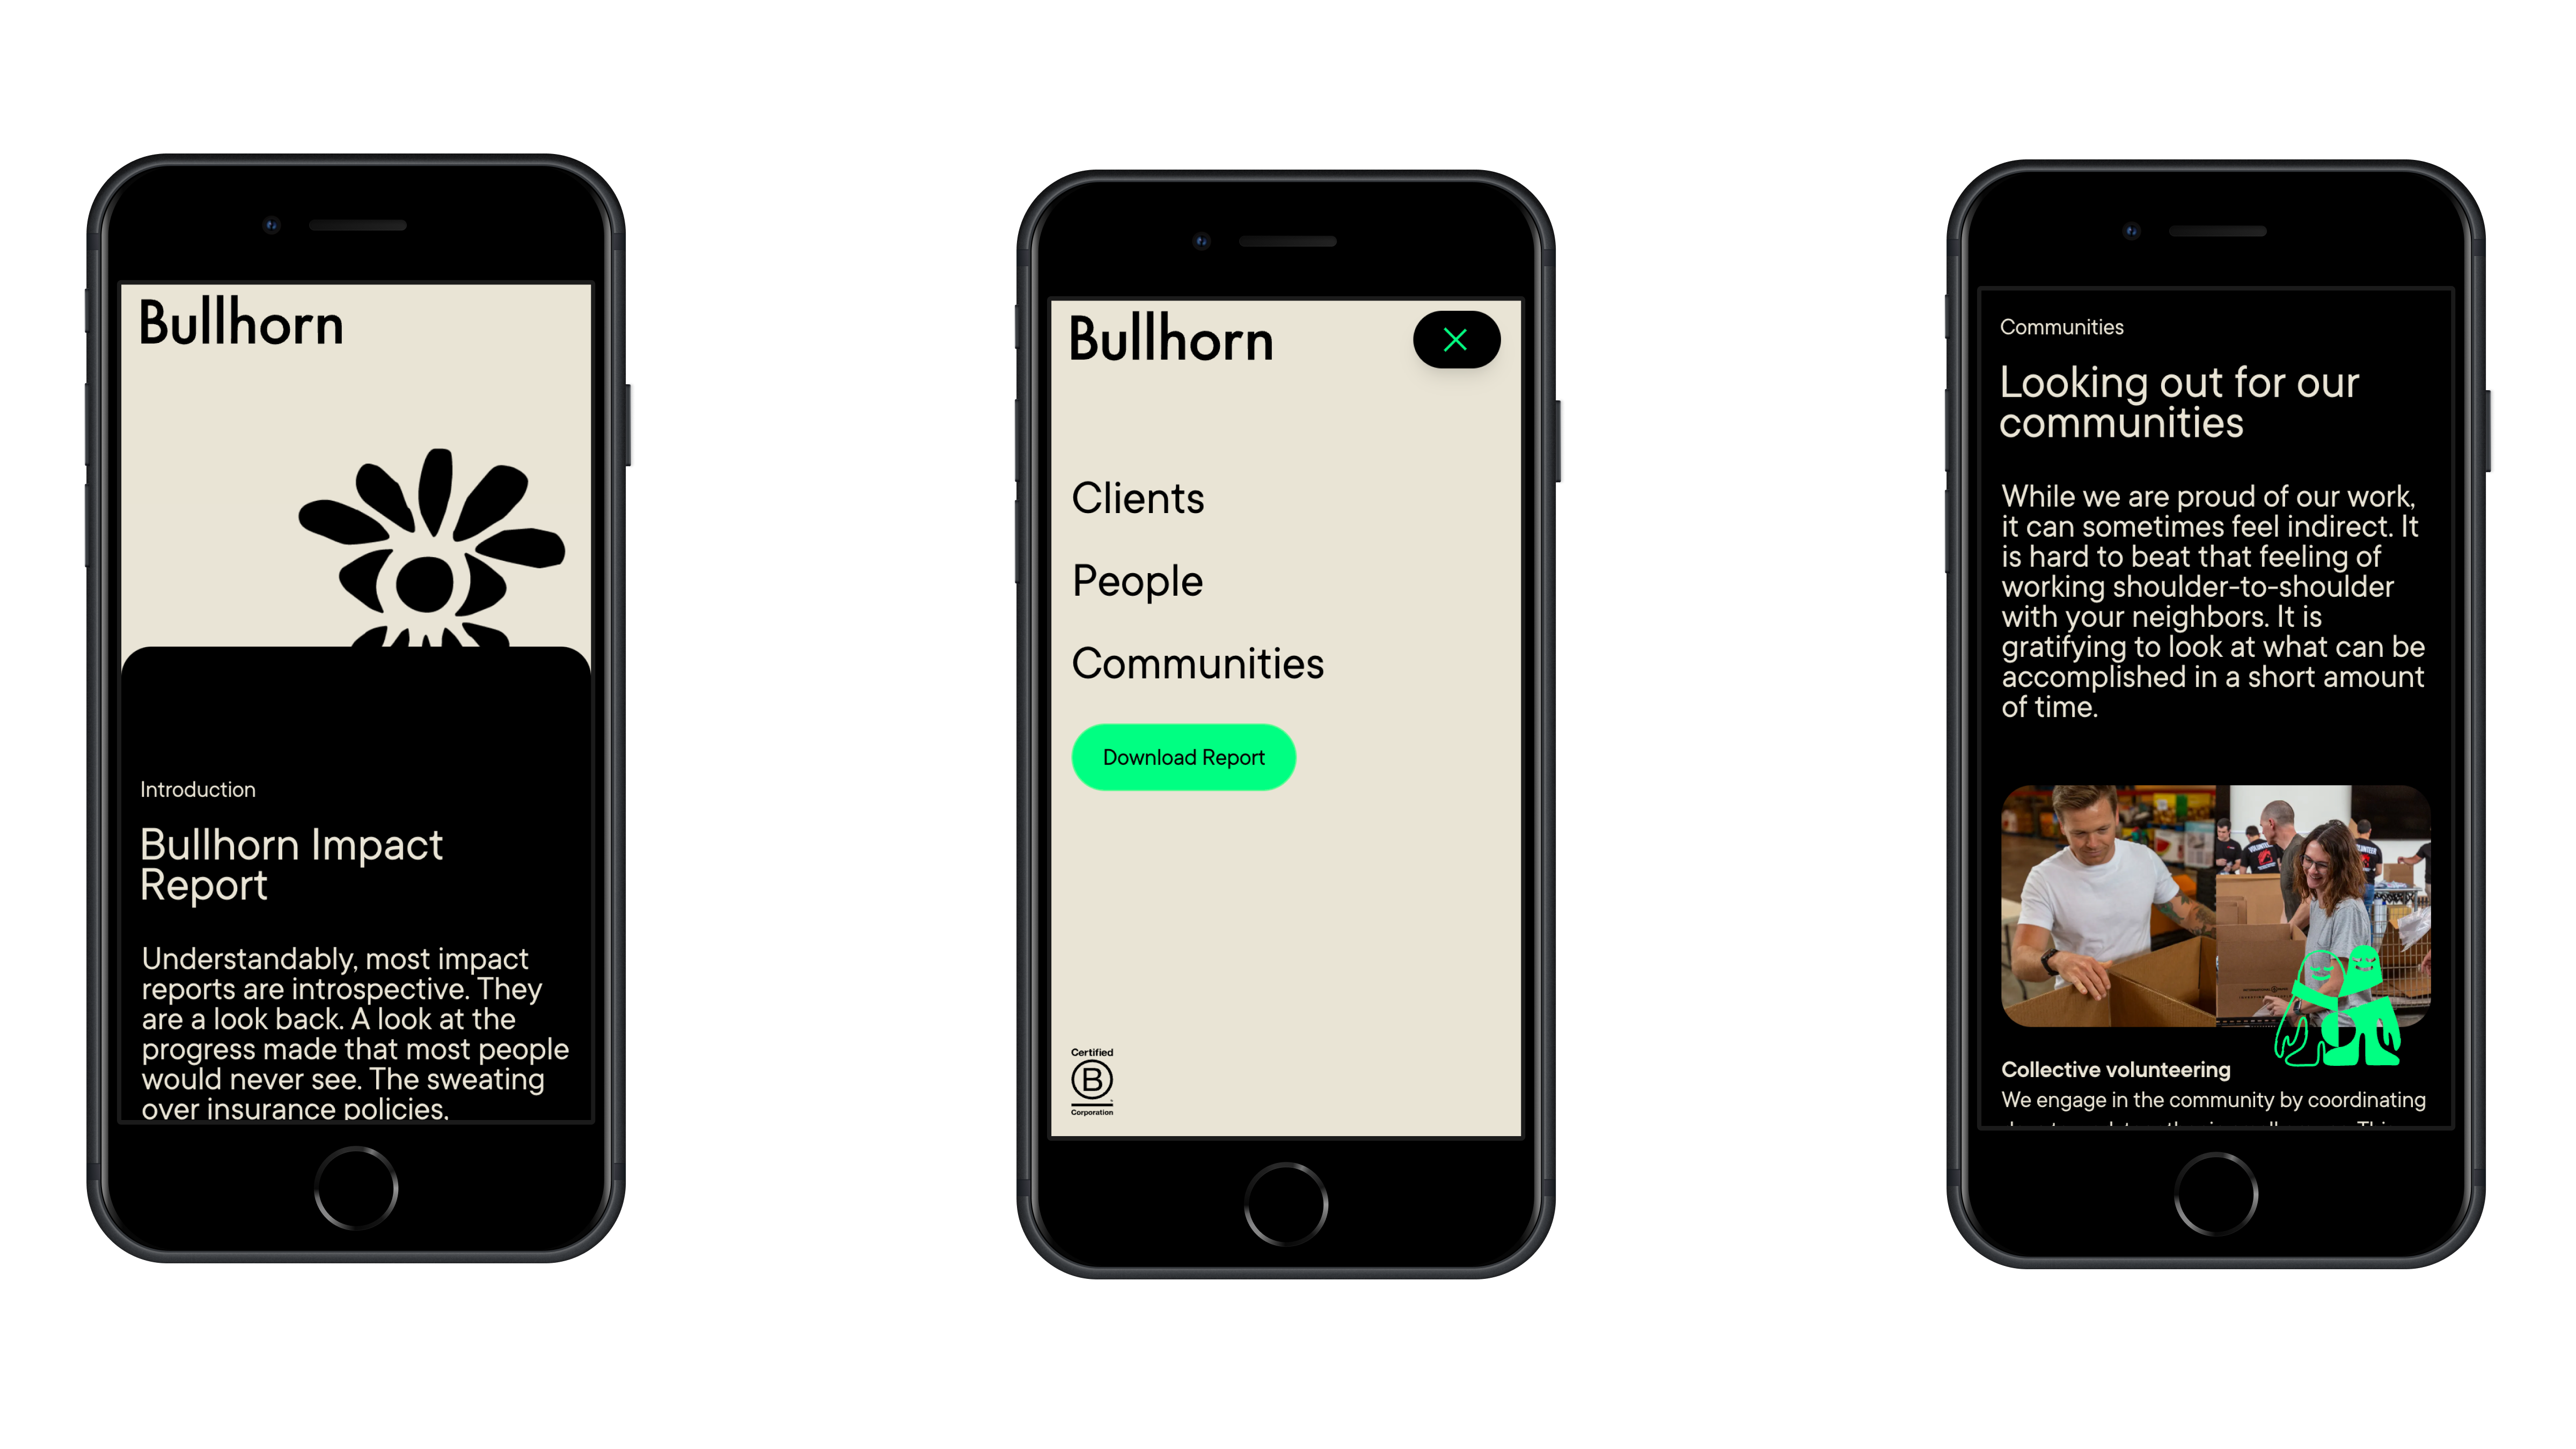 Bullhorn
Introduction
Bullhorn Impact
Report
Understandably, most impact
reports are introspective. They
are a look back. A look at the
progress made that most people
would never see. The sweating
over insurance policies,
Bullhorn
Clients
People
Communities
Download Report
Certified
B
Corporation
Communities
Looking out for our
communities
While we are proud of our work,
it can sometimes feel indirect. It
is hard to beat that feeling of
working shoulder-to-shoulder
with your neighbors. It is
gratifying to look at what can be
accomplished in a short amount
of time.
VOLUNTEER
Collective volunteering
We engage in the community by coordinating